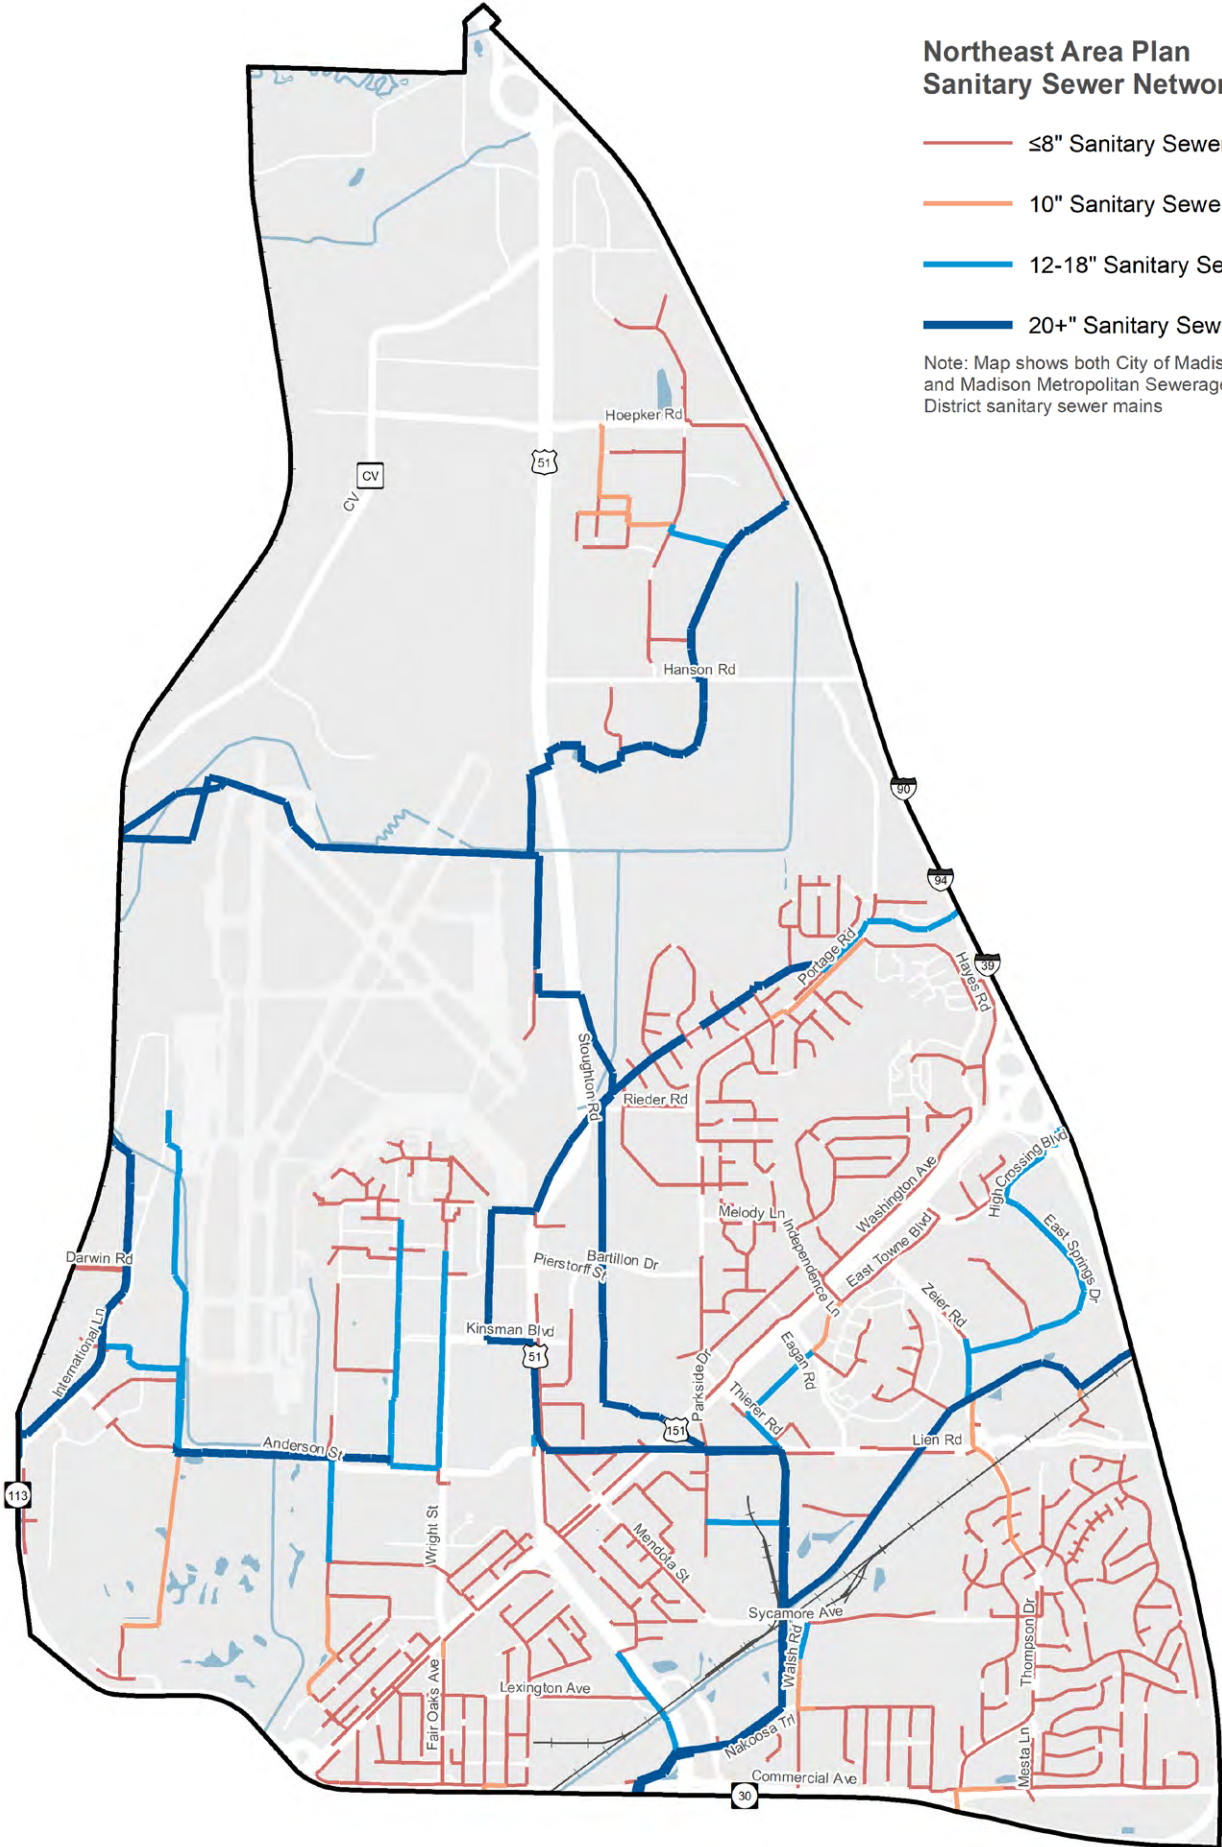 Northeast Area Plan
Sanitary Sewer Networ
≤8" Sanitary Sewer
10" Sanitary Sewe
12-18" Sanitary Se
20+" Sanitary Sew
Note: Map shows both City of Madis
and Madison Metropolitan Sewerage
District sanitary sewer mains
Hoepker Rd
51
CV
CV
Hanson Rd
90
94
Portage Rd
39
Hayes Rd
Stoughton Rd
Rieder Rd
High Crossing Blvd
Washington Ave
Melody Ln
Independence Ln
East Towne Blvd
East Springs Dr
Darwin Rd
Bartillon Dr
Pierstorff St
Zeier Rd
International Ln
Kinsman Blvd
51
Eagan Rd
Parkside Dr
Thierer Rd
151
Anderson St
Lien Rd
113
Wright St
Mendota St
Sycamore Ave
Walsh Rd
Thompson Dr
Fair Oaks Ave
Lexington Ave
Nakoosa Trl
Mesta Ln
Commercial Ave
30